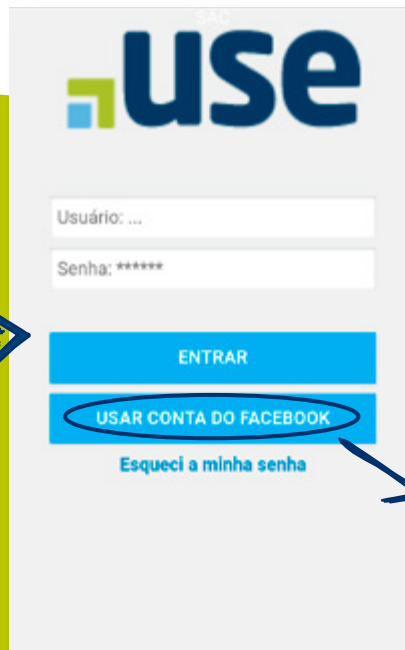 SAC
use
Usuário: ...
Senha: ******
ENTRAR
USAR CONTA DO FACEBOOK
Esqueci a minha senha